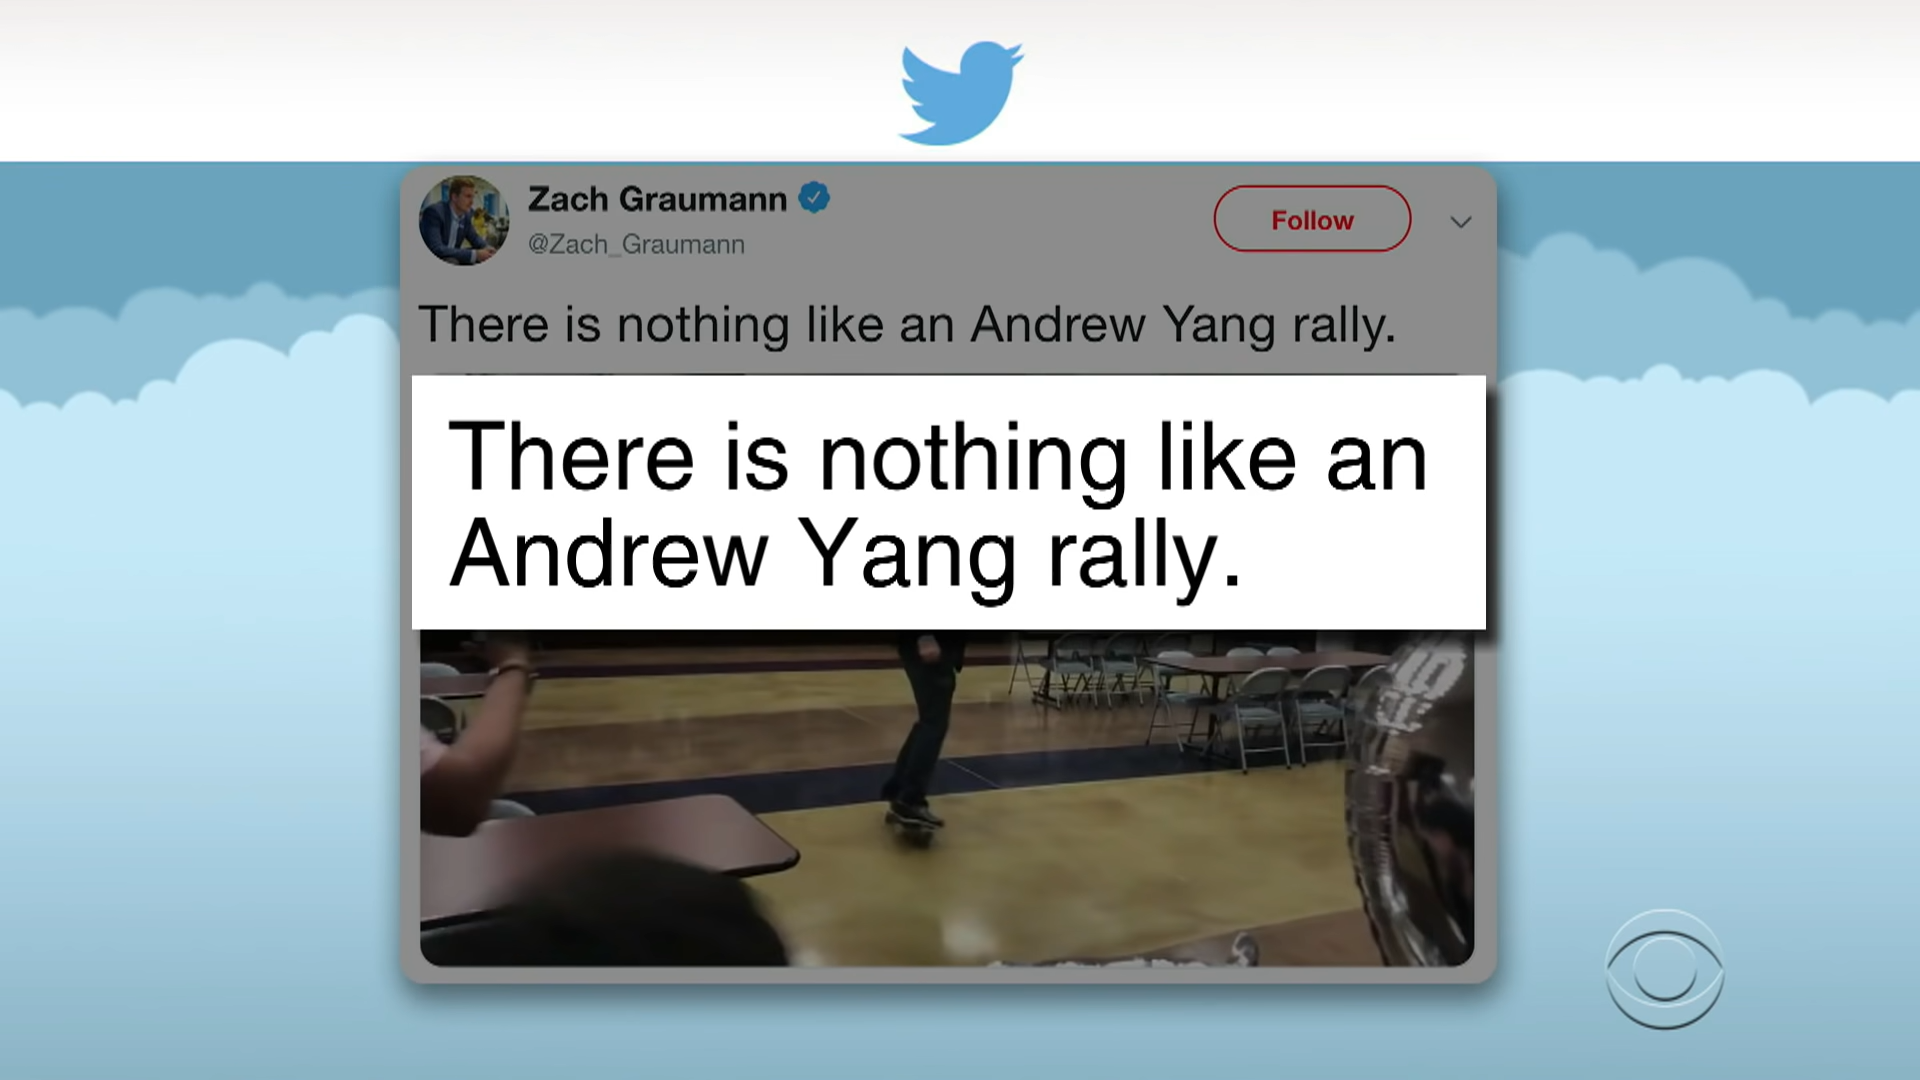 Zach Graumann
@Zach_Graumann
Follow
There is nothing like an Andrew Yang rally.
There is nothing like an
Andrew Yang rally.